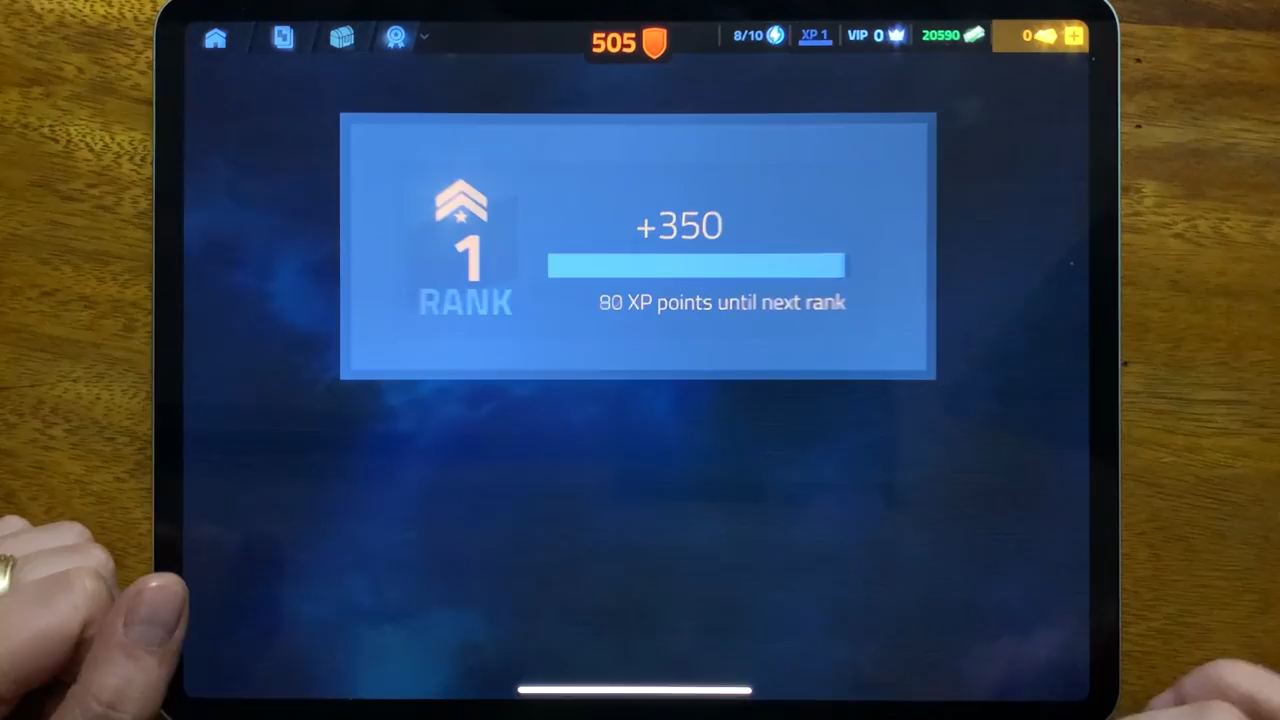 505 8/10 XP 1 VIP 0 20590 0
+350
1
RANK
80 XP points until next rank